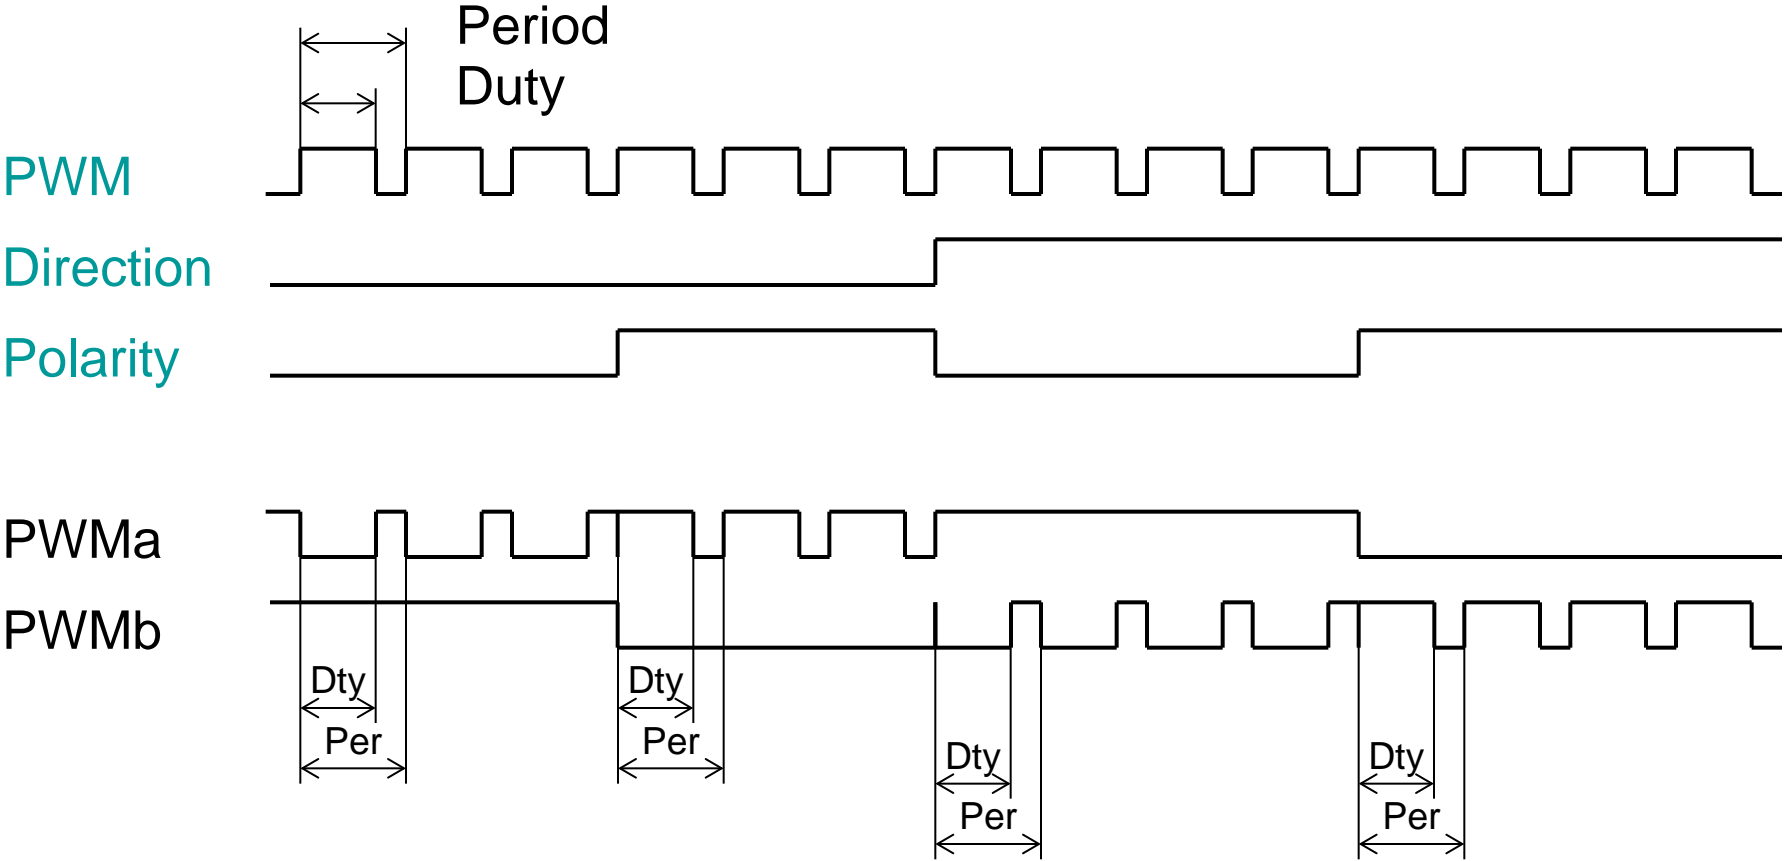 Period
Duty
PWM
Direction
Polarity
PWMa
PWMb
Dty Dty
Per Per
Dty Dty
Per Per